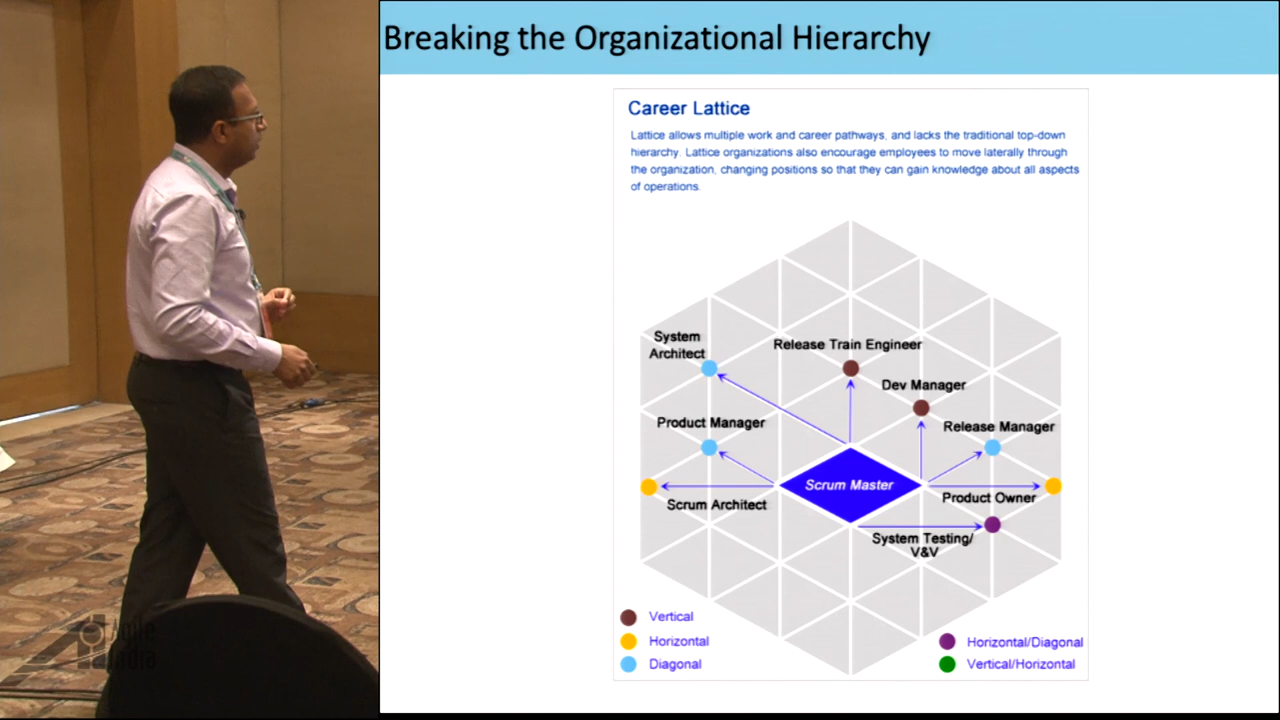 Breaking the Organizational Hierarchy
Career Lattice
Lattice allows multiple work and career pathways, and lacks the traditional top-down
hierarchy. Lattice organizations also encourage employees to move laterally through
the organization, changing positions so that they can gain knowledge about all aspects
of operations.
System
Architect
Release Train Engineer
Dev Manager
Product Manager
Release Manager
Scrum Master
Scrum Architect
Product Owner
System Testing/
V&V
Vertical
Horizontal
Diagonal
Horizontal/Diagonal
Vertical/Horizontal
Agile
India